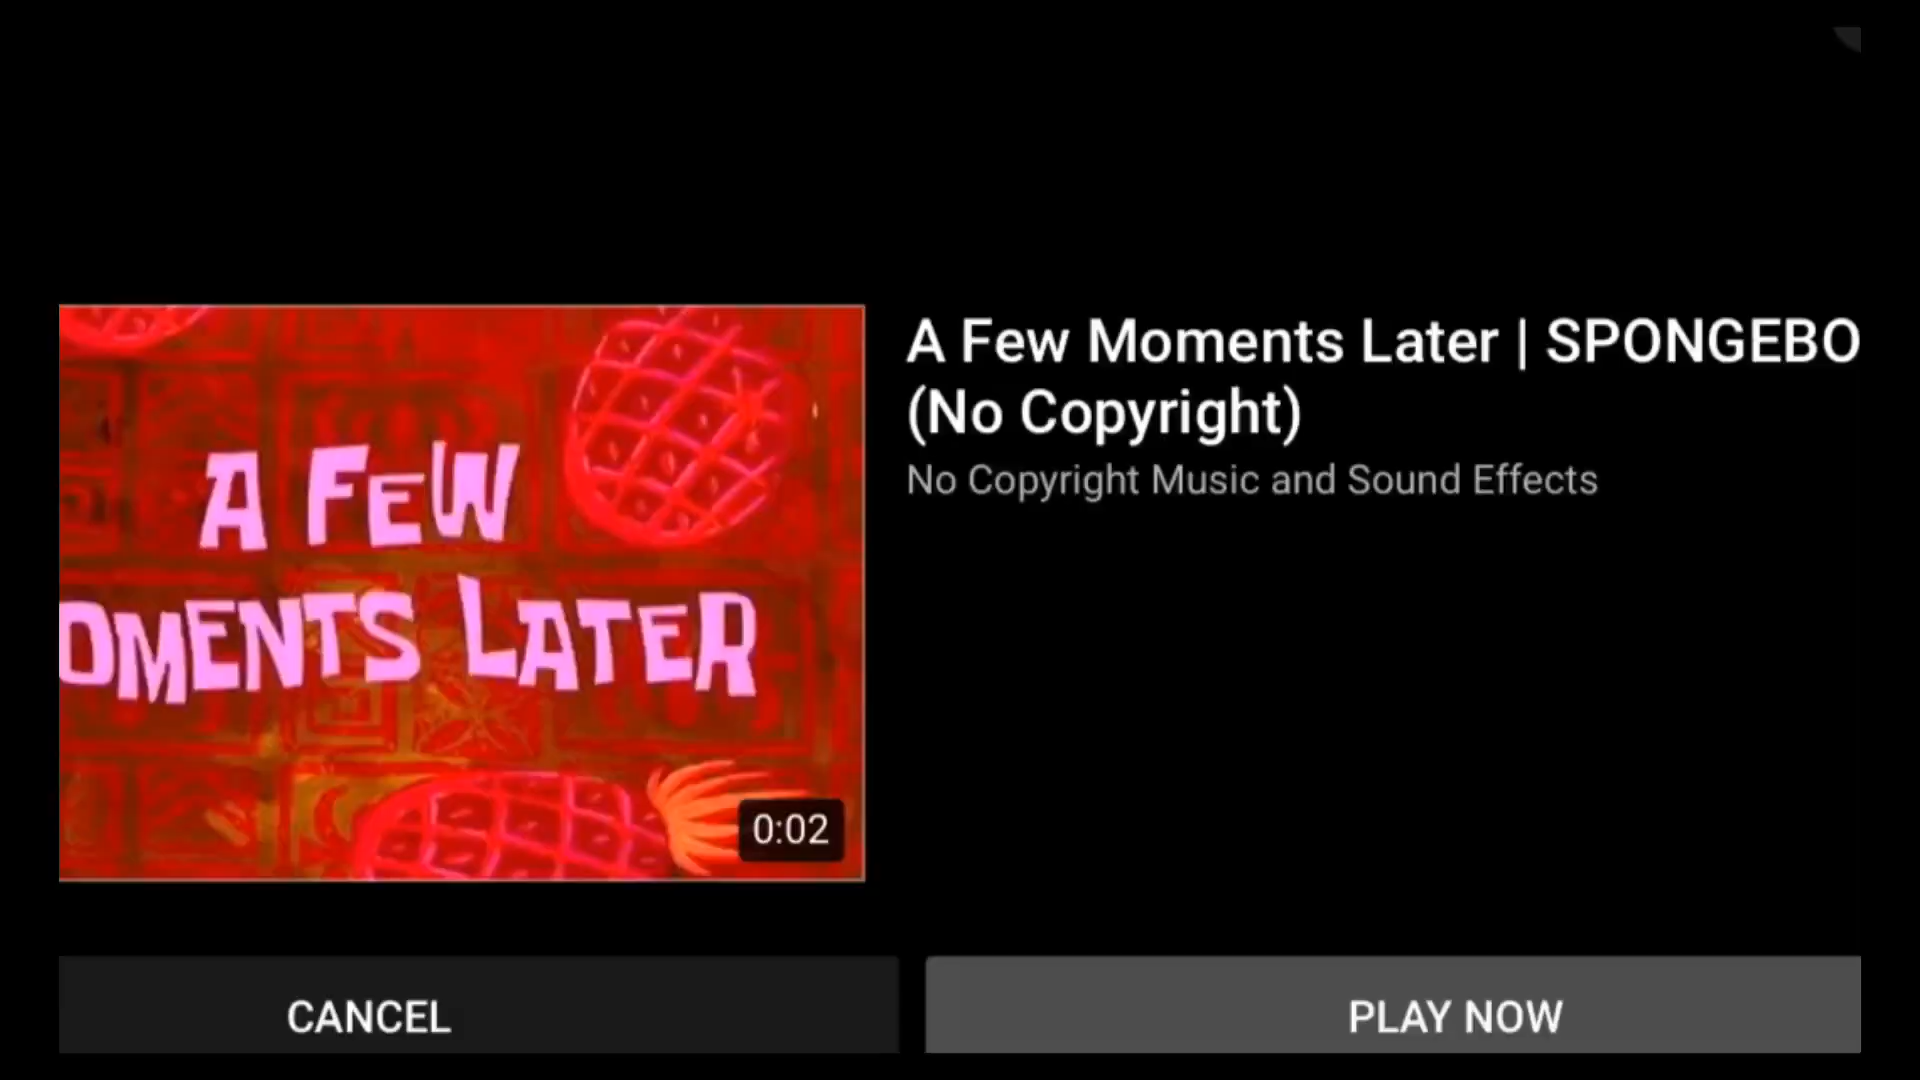 A Few Moments Later | SPONGEBO
(No Copyright)
No Copyright Music and Sound Effects
A FEW
OMENTS LATER
0:02
CANCEL
PLAY NOW